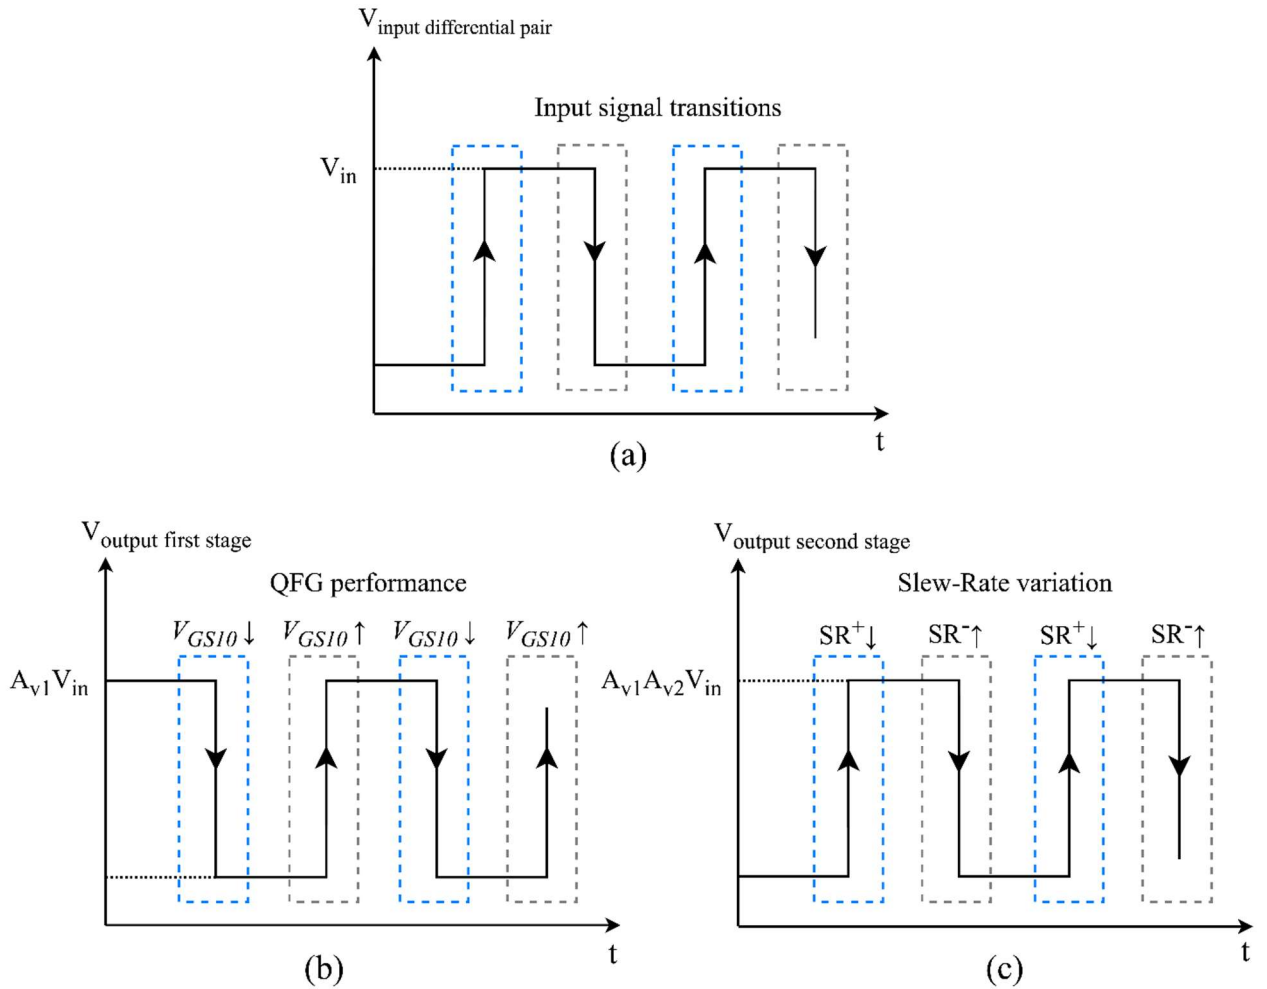 V_input differential pair
Input signal transitions
V_in
t
(a)
V_output first stage
QFG performance
V_GS10 ↓ V_GS10 ↑ V_GS10 ↓ V_GS10 ↑
A_v1V_in
t
(b)
V_output second stage
Slew-Rate variation
SR⁺↓ SR⁻↑ SR⁺↓ SR⁻↑
A_v1A_v2V_in
t
(c)